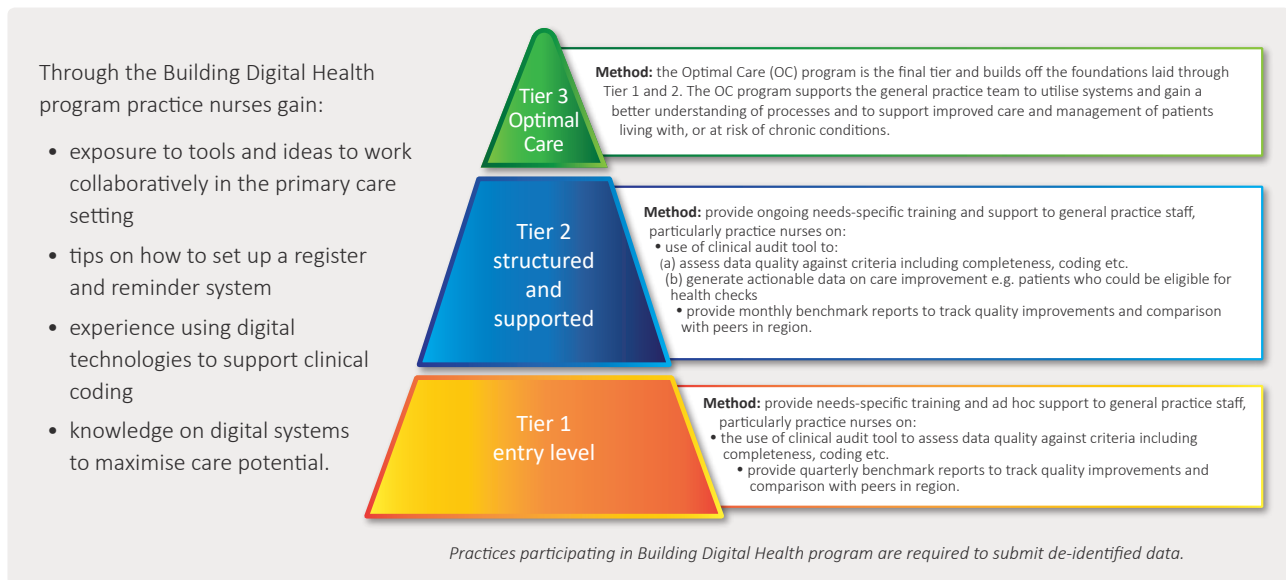 Through the Building Digital Health
program practice nurses gain:
• exposure to tools and ideas to work
collaboratively in the primary care
setting
• tips on how to set up a register
and reminder system
• experience using digital
technologies to support clinical
coding
• knowledge on digital systems
to maximise care potential.
Tier 3
Optimal
Care
Method: the Optimal Care (OC) program is the final tier and builds off the foundations laid through
Tier 1 and 2. The OC program supports the general practice team to utilise systems and gain a
better understanding of processes and to support improved care and management of patients
living with, or at risk of chronic conditions.
Tier 2
structured
and
supported
Method: provide ongoing needs-specific training and support to general practice staff,
particularly practice nurses on:
• use of clinical audit tool to:
(a) assess data quality against criteria including completeness, coding etc.
(b) generate actionable data on care improvement e.g. patients who could be eligible for
health checks
• provide monthly benchmark reports to track quality improvements and comparison
with peers in region.
Tier 1
entry level
Method: provide needs-specific training and ad hoc support to general practice staff,
particularly practice nurses on:
• the use of clinical audit tool to assess data quality against criteria including
completeness, coding etc.
• provide quarterly benchmark reports to track quality improvements and
comparison with peers in region.
Practices participating in Building Digital Health program are required to submit de-identified data.